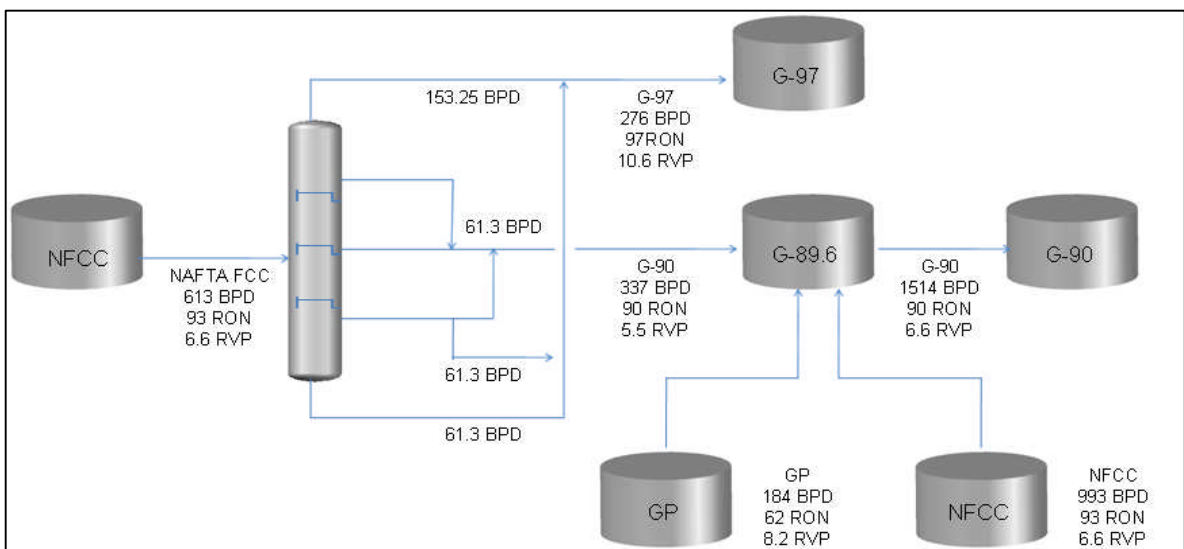 G-97
153.25 BPD
G-97
276 BPD
97RON
10.6 RVP
NFCC
NAFTA FCC
613 BPD
93 RON
6.6 RVP
61.3 BPD
G-90
337 BPD
90 RON
5.5 RVP
G-89.6
G-90
1514 BPD
90 RON
6.6 RVP
G-90
61.3 BPD
61.3 BPD
GP
GP
184 BPD
62 RON
8.2 RVP
NFCC
NFCC
993 BPD
93 RON
6.6 RVP